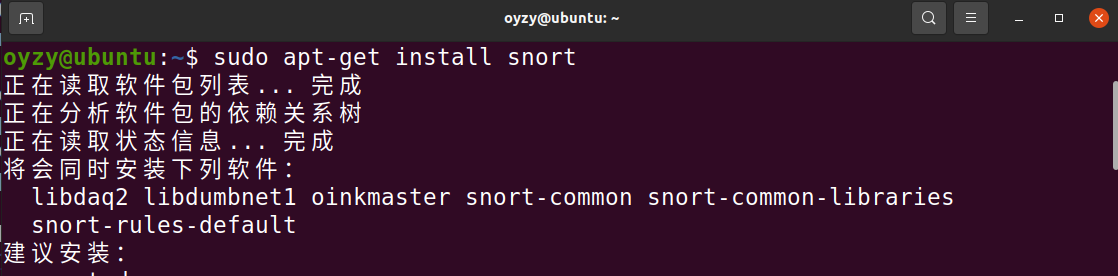 oyzy@ubuntu: ~
oyzy@ubuntu:~$ sudo apt-get install snort
正在读取软件包列表... 完成
正在分析软件包的依赖关系树
正在读取状态信息... 完成
将会同时安装下列软件：
libdaq2 libdumbnet1 oinkmaster snort-common snort-common-libraries
snort-rules-default
建议安装：